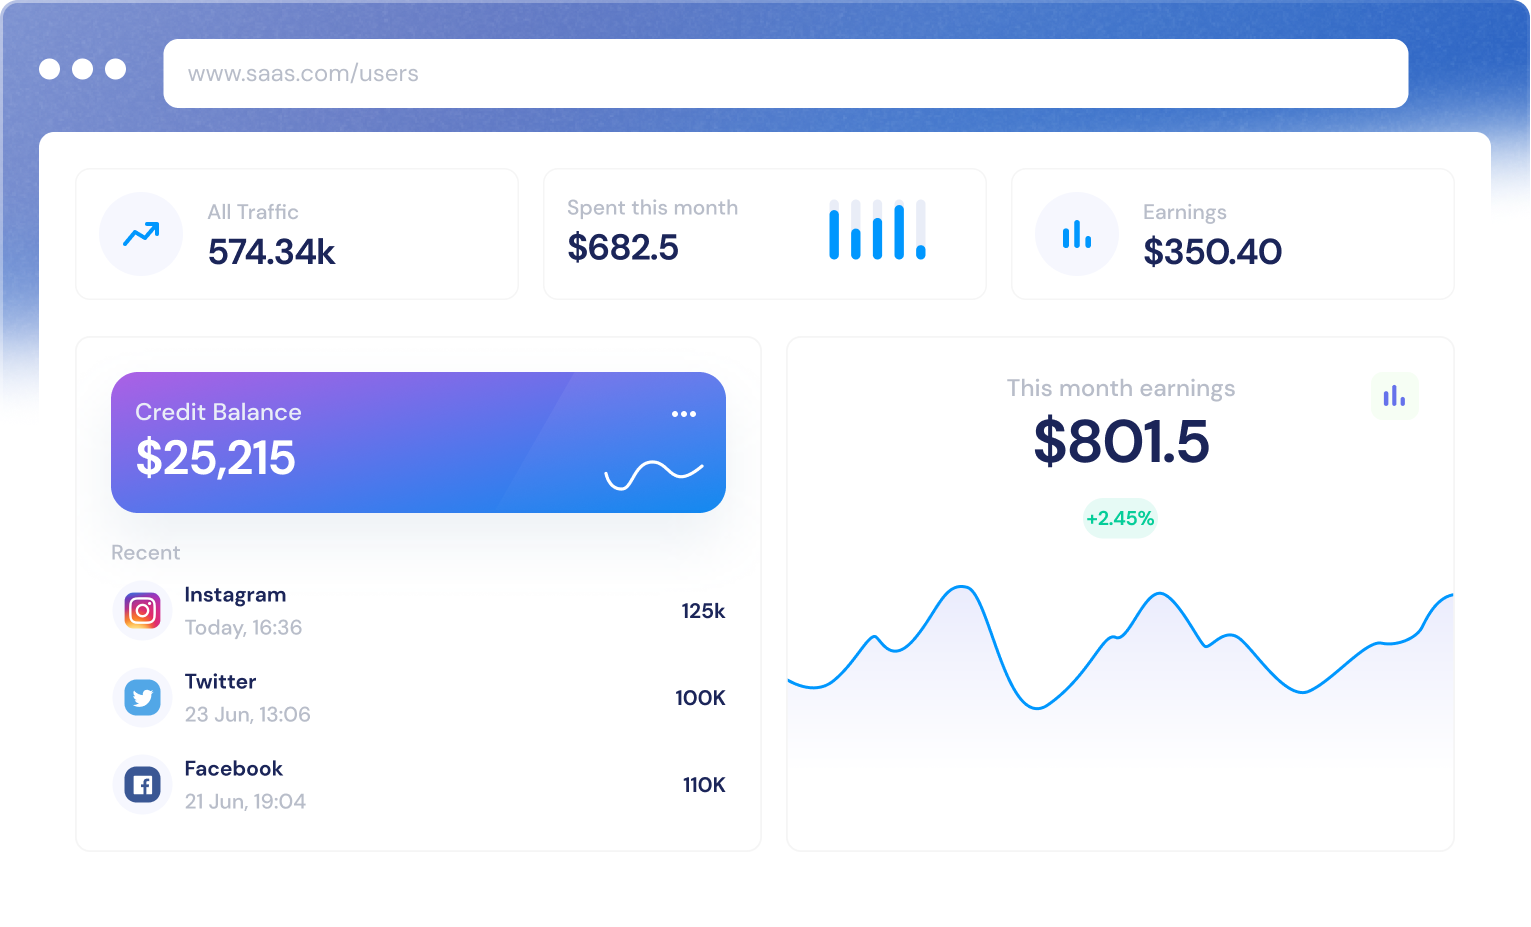 www.saas.com/users
All Traffic
574.34k
Spent this month
$682.5
Earnings
$350.40
Credit Balance
$25,215
Recent
Instagram
Today, 16:36
125k
Twitter
23 Jun, 13:06
100K
Facebook
21 Jun, 19:04
110K
This month earnings
$801.5
+2.45%